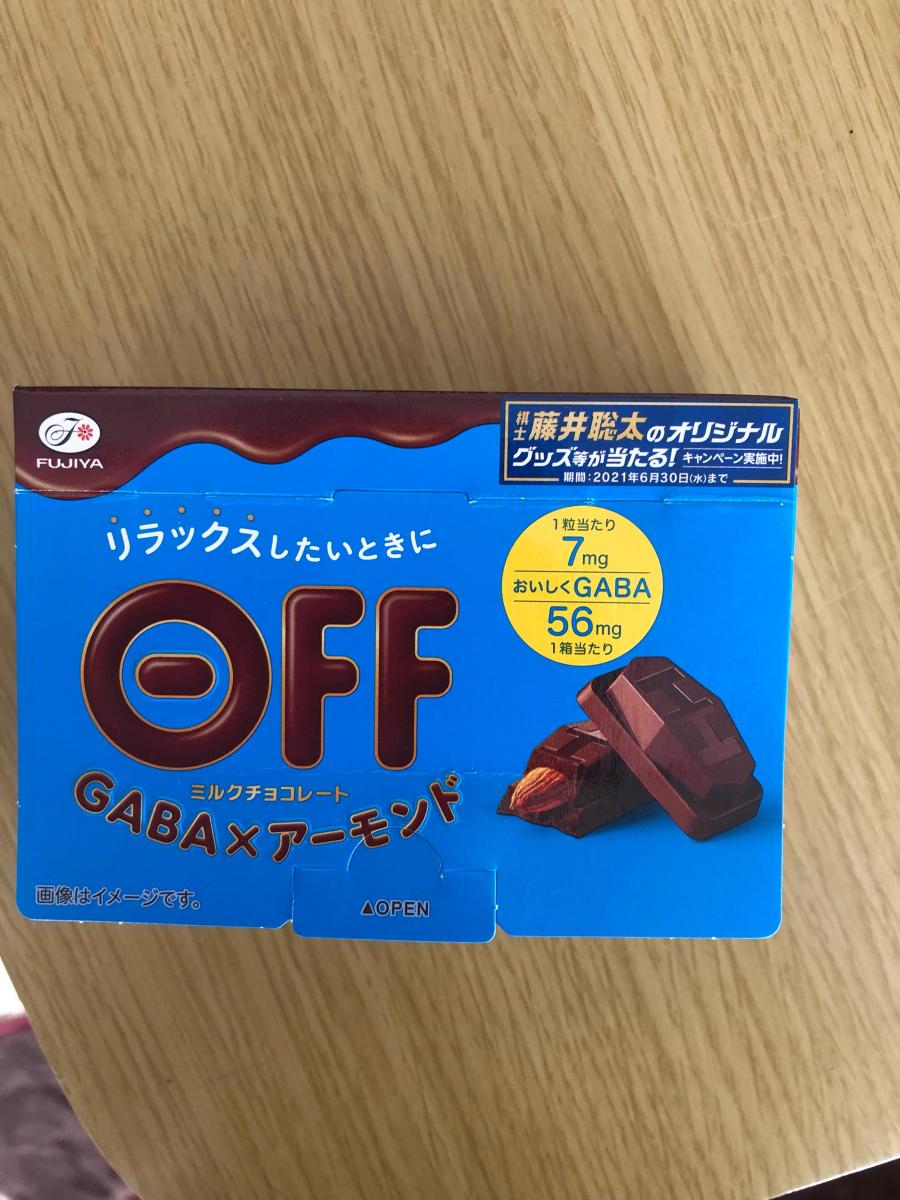 FUJIYA
棋士 藤井聡太のオリジナル
グッズ等が当たる! キャンペーン実施中!
期間:2021年6月30日(水)まで
リラックスしたいときに
1粒当たり
7mg
おいしくGABA
56mg
1箱当たり
OFF
ミルクチョコレート
GABA×アーモンド
画像はイメージです。
▲OPEN